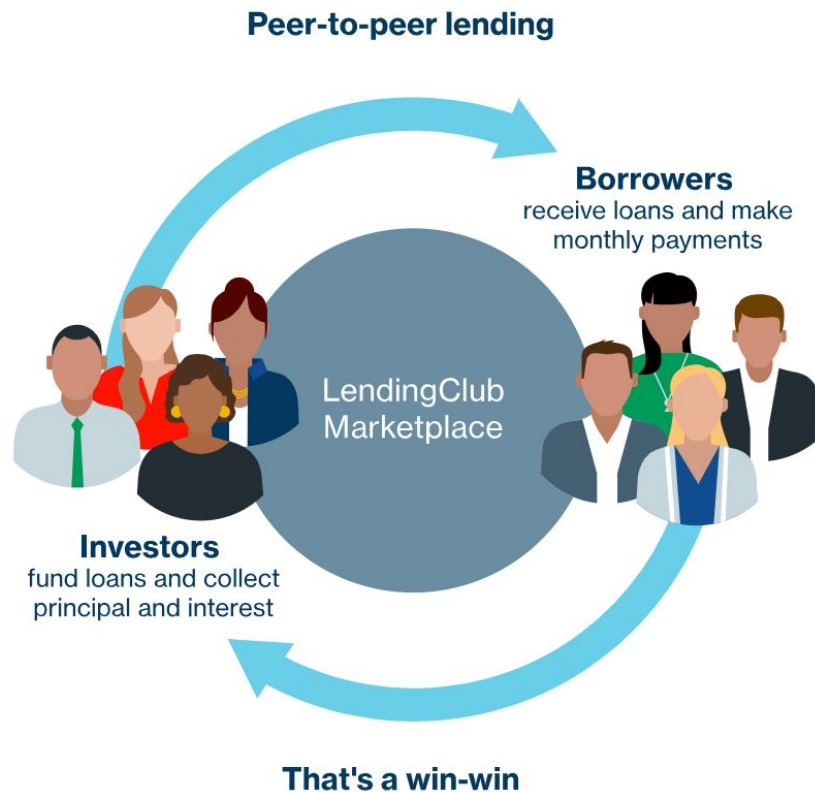 Peer-to-peer lending
Borrowers
receive loans and make
monthly payments
LendingClub
Marketplace
Investors
fund loans and collect
principal and interest
That's a win-win